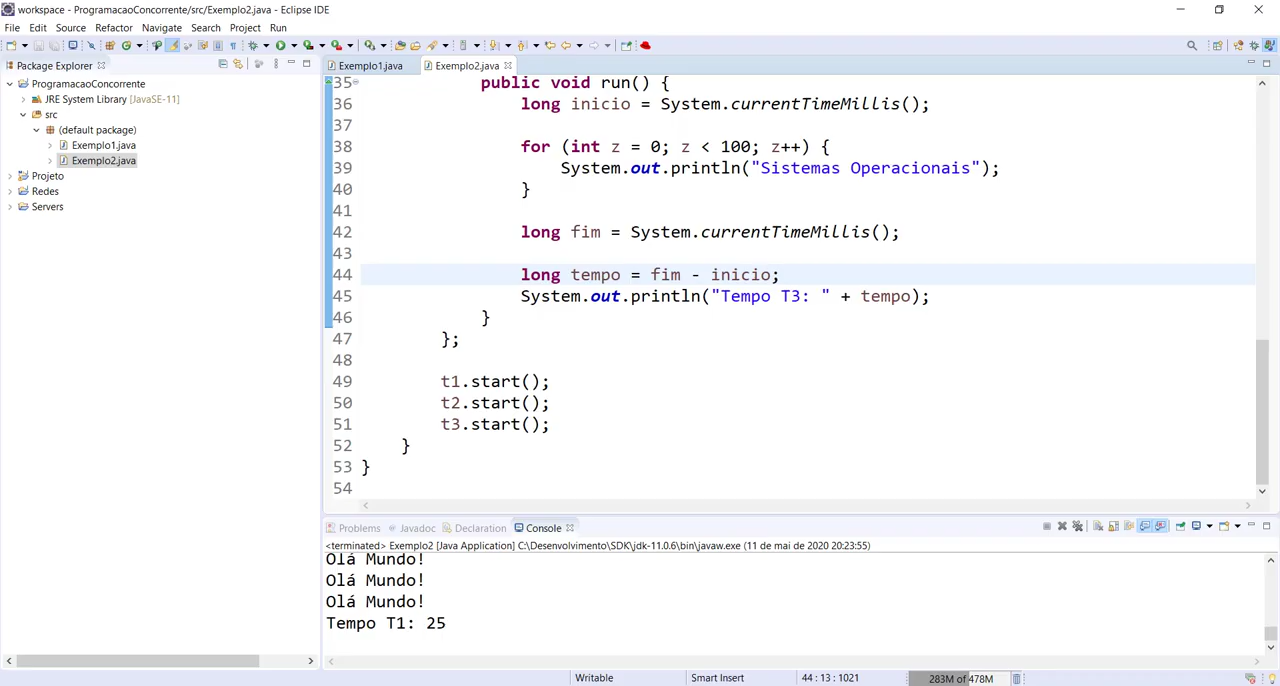 workspace - ProgramacaoConcorrente/src/Exemplo2.java - Eclipse IDE
File Edit Source Refactor Navigate Search Project Run
Package Explorer
ProgramacaoConcorrente
JRE System Library [JavaSE-11]
src
(default package)
Exemplo1.java
Exemplo2.java
Projeto
Redes
Servers
Exemplo1.java Exemplo2.java
35 public void run() {
36 long inicio = System.currentTimeMillis();
37
38 for (int z = 0; z < 100; z++) {
39 System.out.println("Sistemas Operacionais");
40 }
41
42 long fim = System.currentTimeMillis();
43
44 long tempo = fim - inicio;
45 System.out.println("Tempo T3: " + tempo);
46 }
47 };
48
49 t1.start();
50 t2.start();
51 t3.start();
52 }
53 }
54
Problems Javadoc Declaration Console
<terminated> Exemplo2 [Java Application] C:\Desenvolvimento\SDK\jdk-11.0.6\bin\javaw.exe (11 de mai de 2020 20:23:55)
Olá Mundo!
Olá Mundo!
Olá Mundo!
Tempo T1: 25
Writable Smart Insert 44 : 13 : 1021 283M of 478M